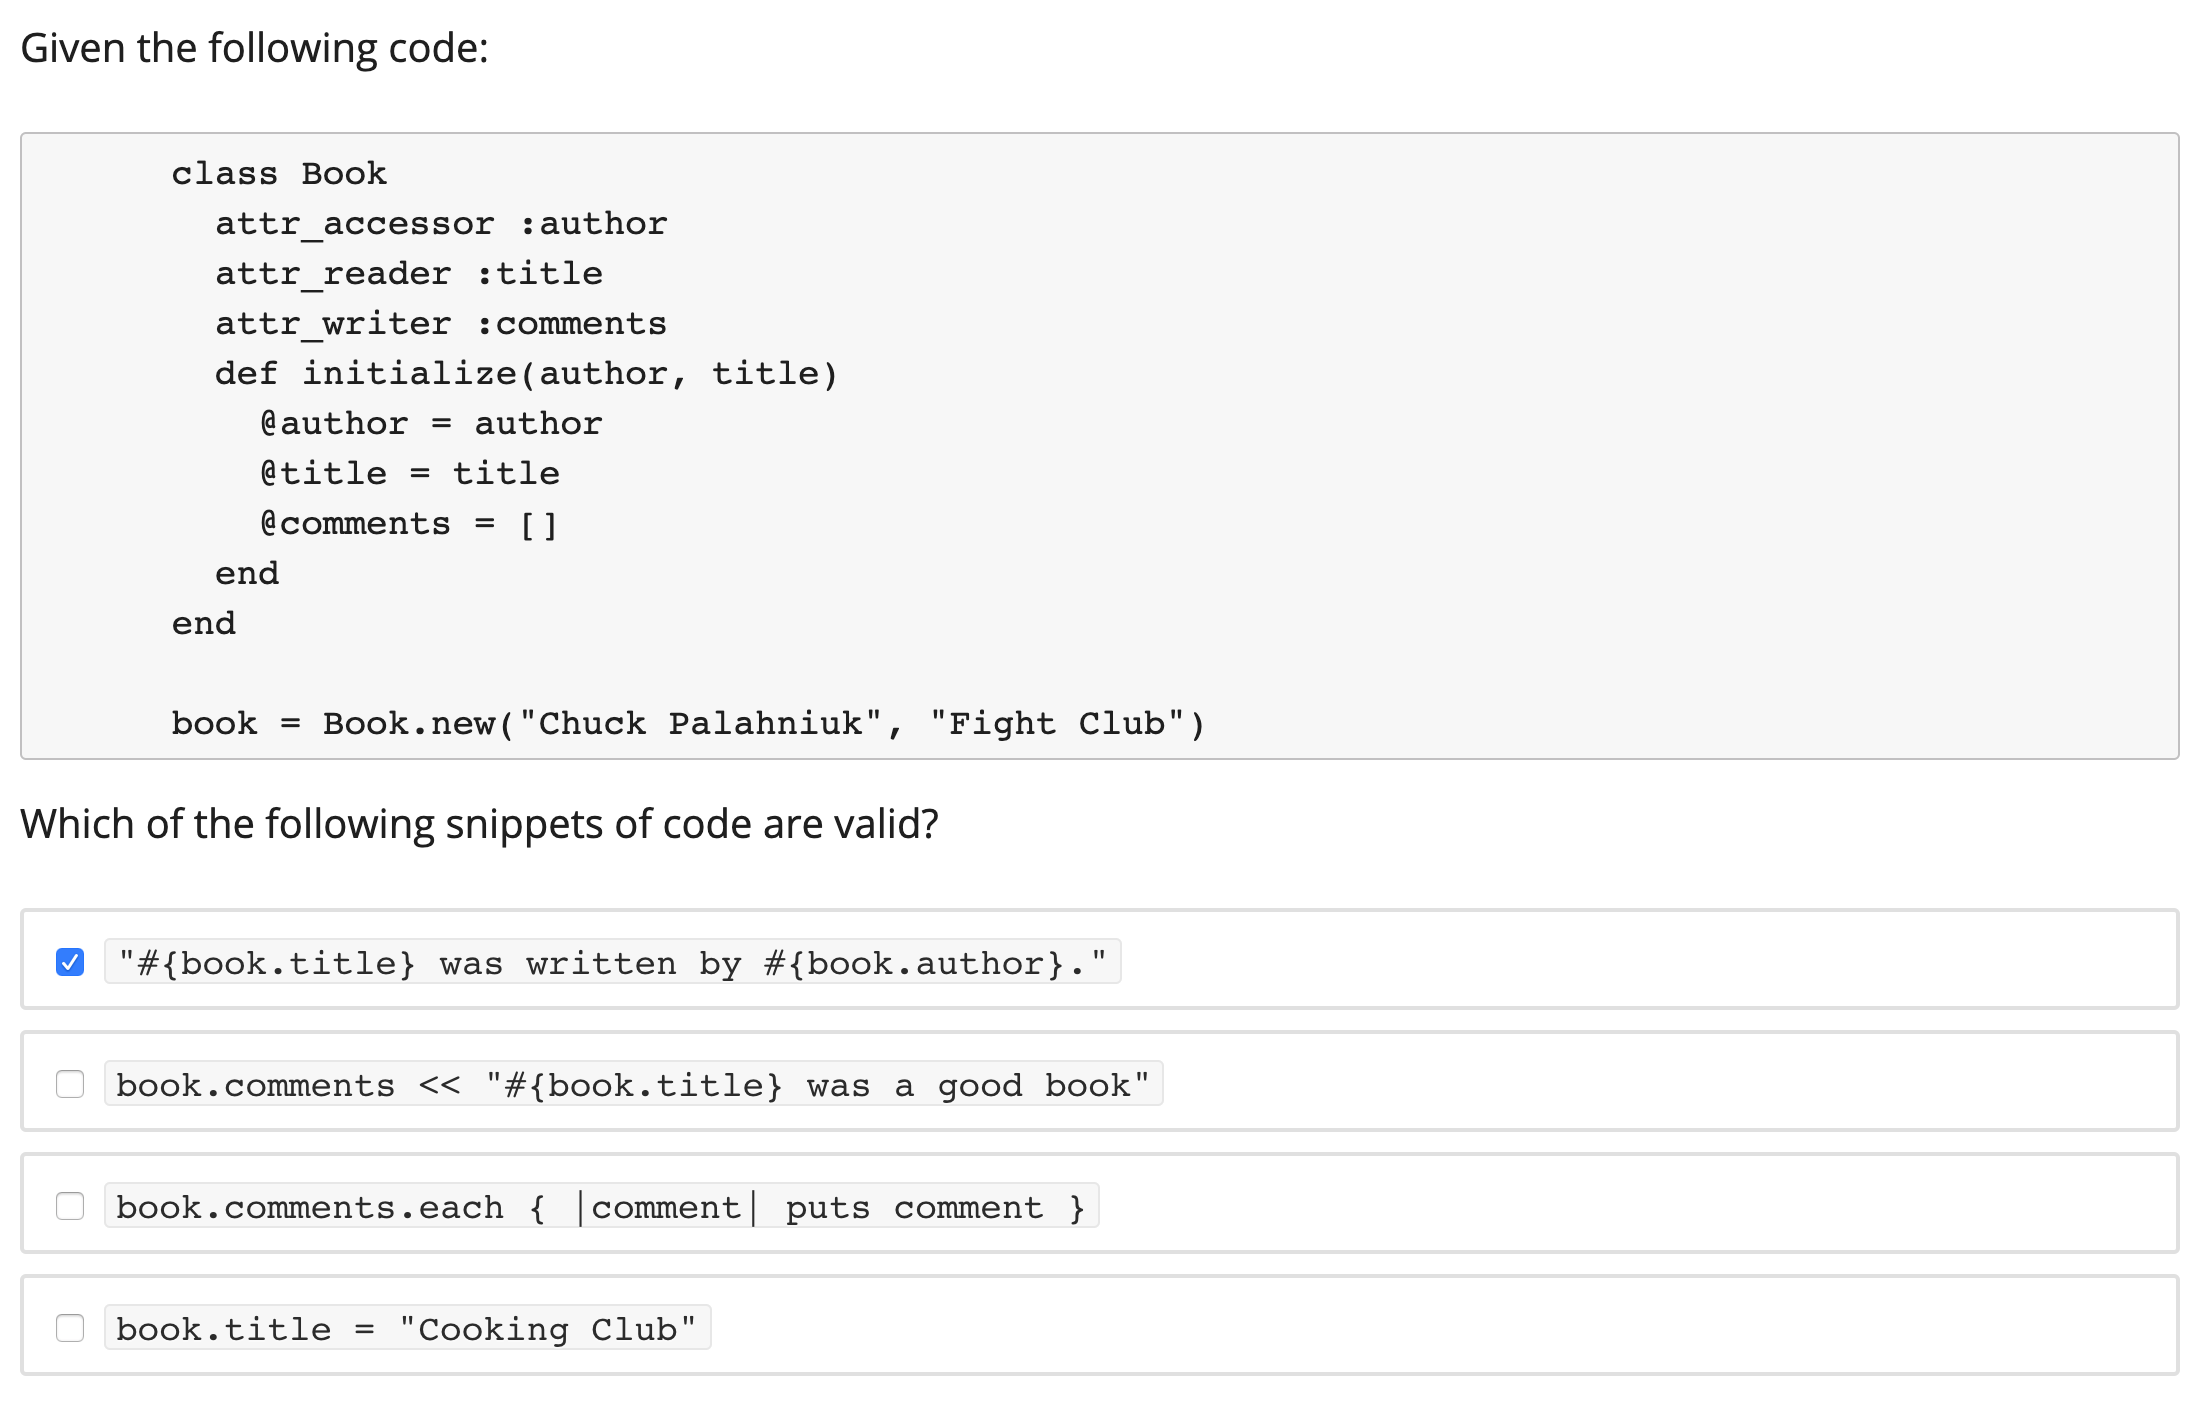 Given the following code:
class Book
attr_accessor :author
attr_reader :title
attr_writer :comments
def initialize(author, title)
@author = author
@title = title
@comments = []
end
end
book = Book.new("Chuck Palahniuk", "Fight Club")
Which of the following snippets of code are valid?
"#{book.title} was written by #{book.author}."
book.comments << "#{book.title} was a good book"
book.comments.each { |comment| puts comment }
book.title = "Cooking Club"